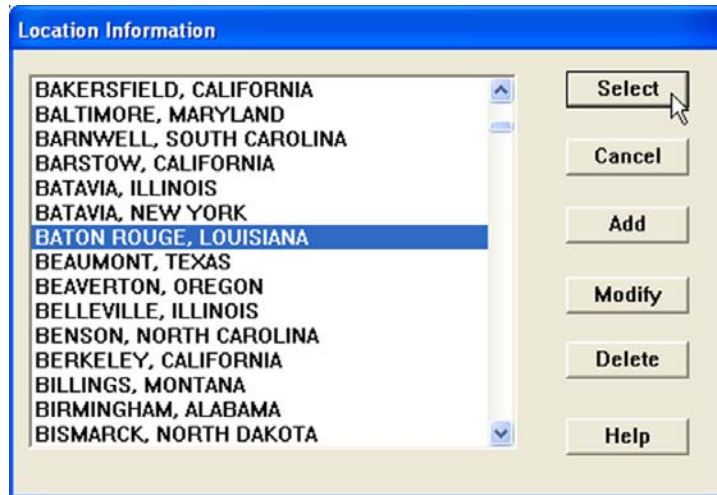 Location Information
BAKERSFIELD, CALIFORNIA
BALTIMORE, MARYLAND
BARNWELL, SOUTH CAROLINA
BARSTOW, CALIFORNIA
BATAVIA, ILLINOIS
BATAVIA, NEW YORK
BATON ROUGE, LOUISIANA
BEAUMONT, TEXAS
BEAVERTON, OREGON
BELLEVILLE, ILLINOIS
BENSON, NORTH CAROLINA
BERKELEY, CALIFORNIA
BILLINGS, MONTANA
BIRMINGHAM, ALABAMA
BISMARCK, NORTH DAKOTA
Select
Cancel
Add
Modify
Delete
Help